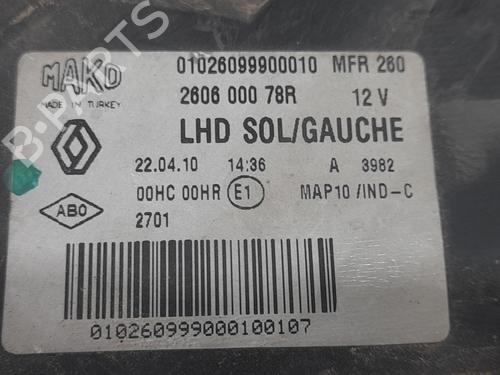 MAKO
MADE IN TURKEY
01026099900010 MFR 260
2606 000 78R 12 V
LHD SOL/GAUCHE
22.04.10 14:36 A 3982
00HC 00HR E1 MAP10 /IND-C
ABO
2701
010260999000100107
B-PARTS